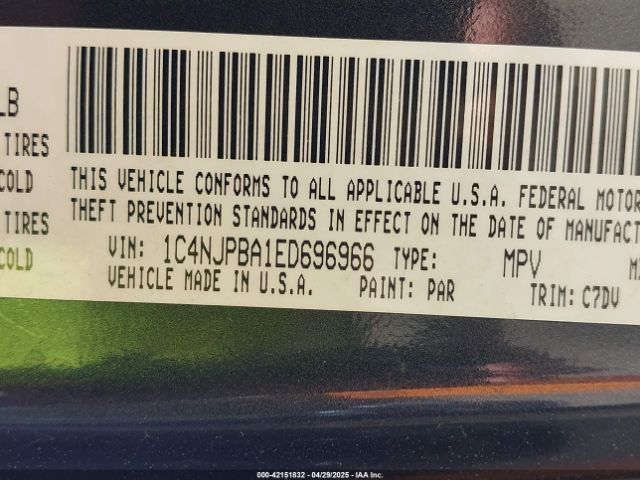 LB
TIRES
COLD
TIRES
COLD
THIS VEHICLE CONFORMS TO ALL APPLICABLE U.S.A. FEDERAL MOTOR
THEFT PREVENTION STANDARDS IN EFFECT ON THE DATE OF MANUFACT
VIN: 1C4NJPBA1ED696966 TYPE: MPV
VEHICLE MADE IN U.S.A. PAINT: PAR TRIM: C7DV
000-42151832 - 04/29/2025 - IAA Inc.